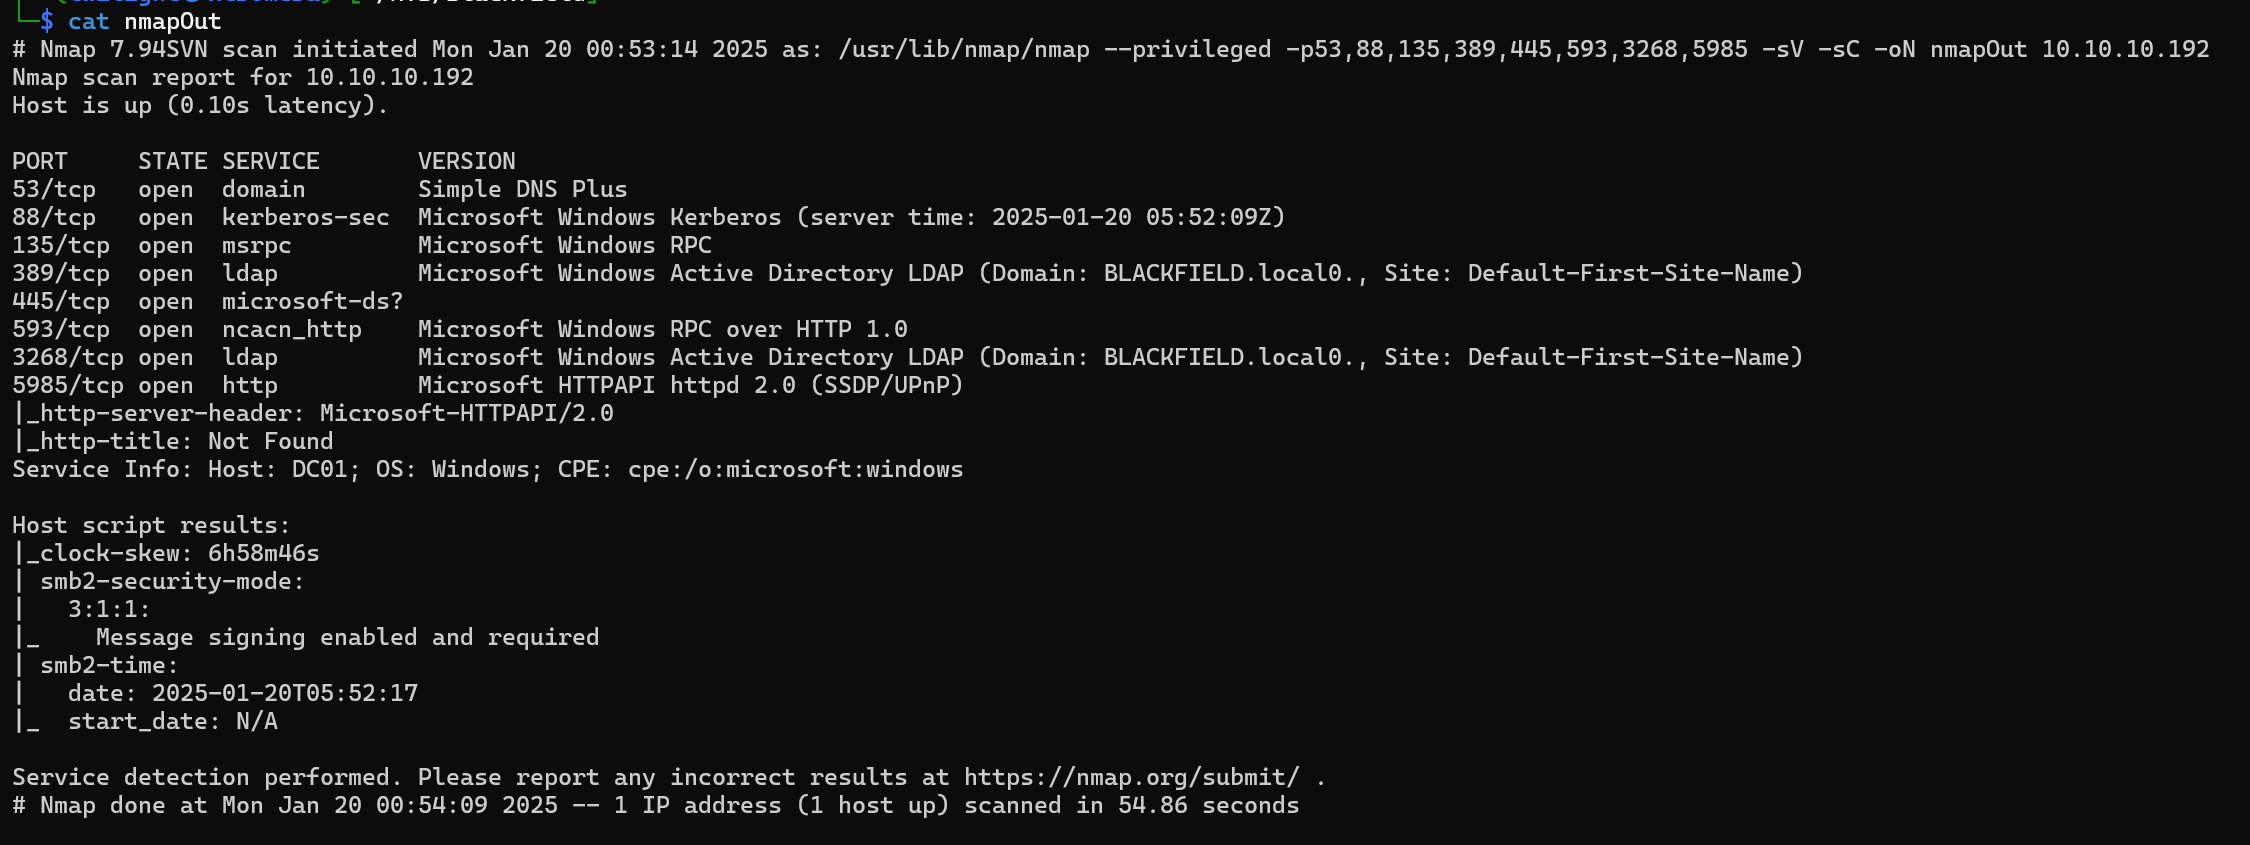 $ cat nmapOut
# Nmap 7.94SVN scan initiated Mon Jan 20 00:53:14 2025 as: /usr/lib/nmap/nmap --privileged -p53,88,135,389,445,593,3268,5985 -sV -sC -oN nmapOut 10.10.10.192
Nmap scan report for 10.10.10.192
Host is up (0.10s latency).

PORT     STATE SERVICE       VERSION
53/tcp   open  domain        Simple DNS Plus
88/tcp   open  kerberos-sec  Microsoft Windows Kerberos (server time: 2025-01-20 05:52:09Z)
135/tcp  open  msrpc         Microsoft Windows RPC
389/tcp  open  ldap          Microsoft Windows Active Directory LDAP (Domain: BLACKFIELD.local0., Site: Default-First-Site-Name)
445/tcp  open  microsoft-ds?
593/tcp  open  ncacn_http    Microsoft Windows RPC over HTTP 1.0
3268/tcp open  ldap          Microsoft Windows Active Directory LDAP (Domain: BLACKFIELD.local0., Site: Default-First-Site-Name)
5985/tcp open  http          Microsoft HTTPAPI httpd 2.0 (SSDP/UPnP)
|_http-server-header: Microsoft-HTTPAPI/2.0
|_http-title: Not Found
Service Info: Host: DC01; OS: Windows; CPE: cpe:/o:microsoft:windows

Host script results:
|_clock-skew: 6h58m46s
| smb2-security-mode:
|   3:1:1:
|_    Message signing enabled and required
| smb2-time:
|   date: 2025-01-20T05:52:17
|_  start_date: N/A

Service detection performed. Please report any incorrect results at https://nmap.org/submit/ .
# Nmap done at Mon Jan 20 00:54:09 2025 -- 1 IP address (1 host up) scanned in 54.86 seconds